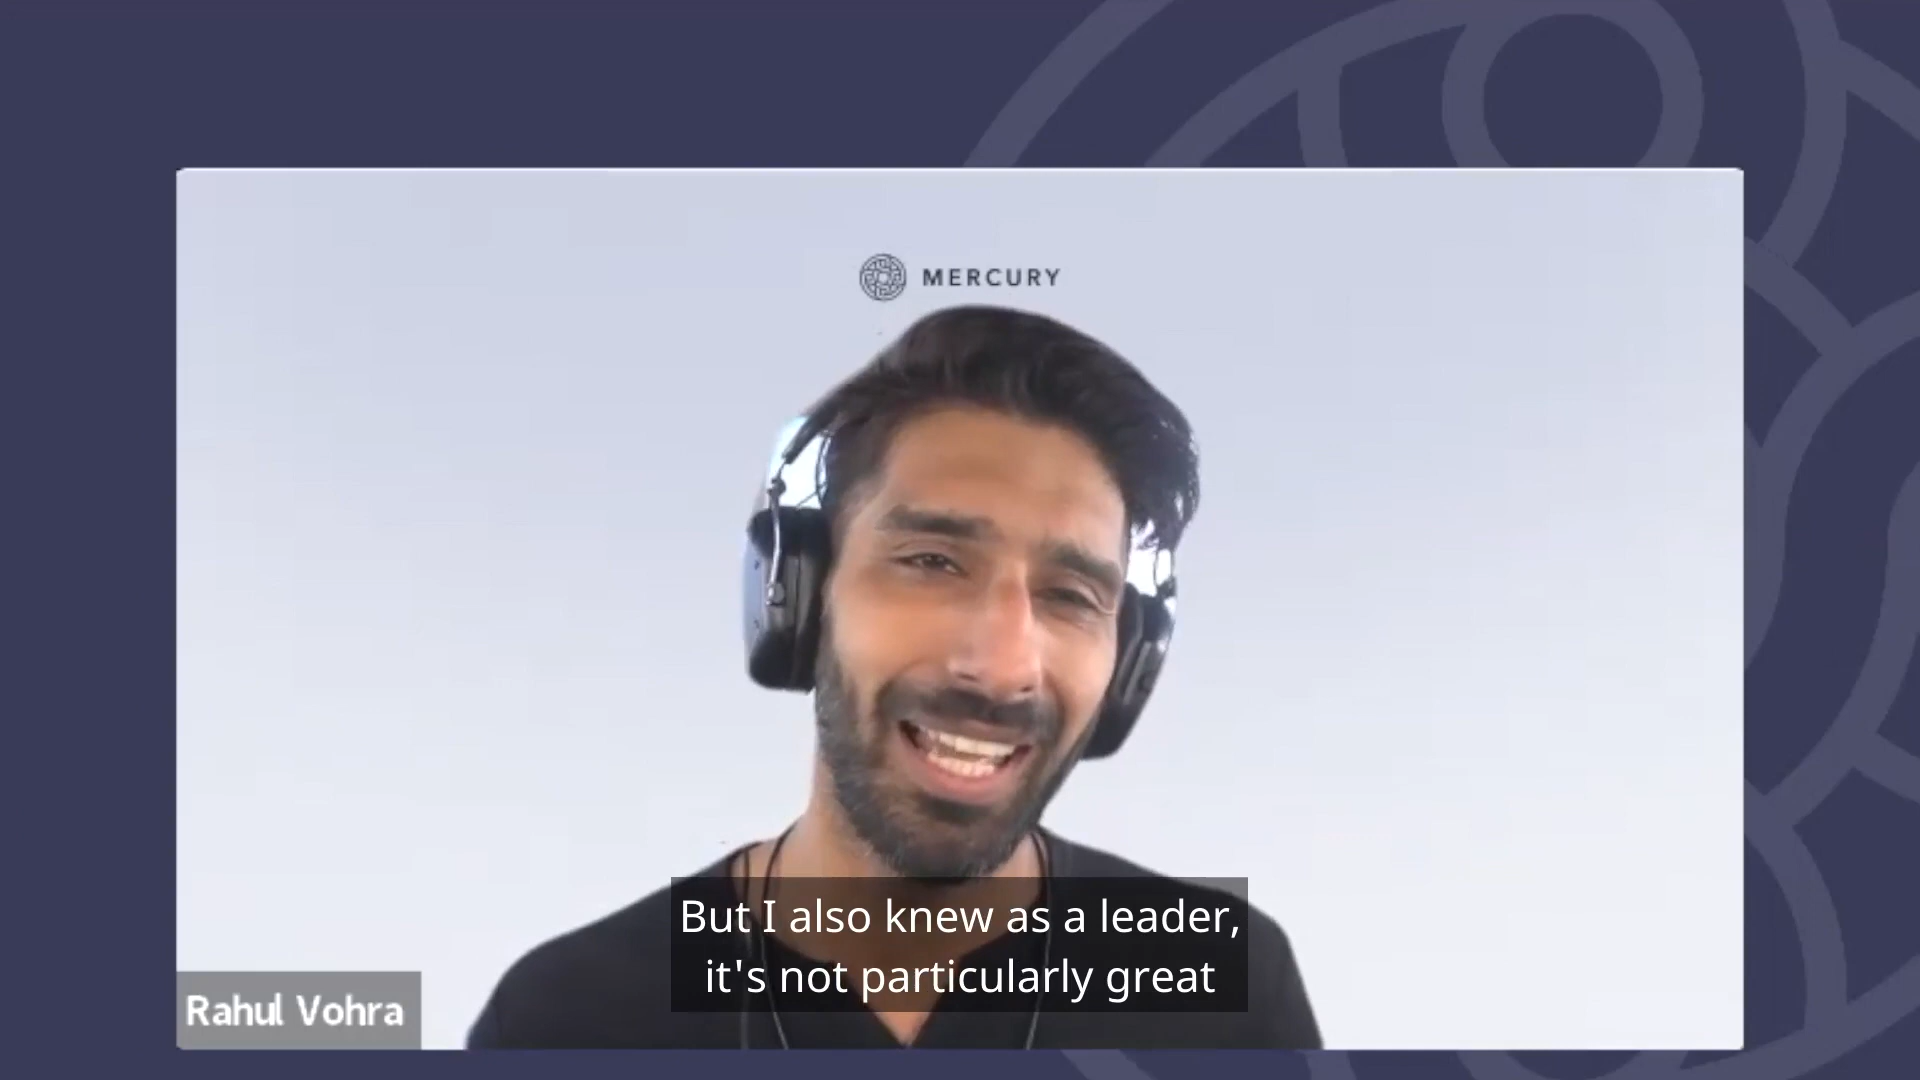 MERCURY
But I also knew as a leader,
it's not particularly great
Rahul Vohra